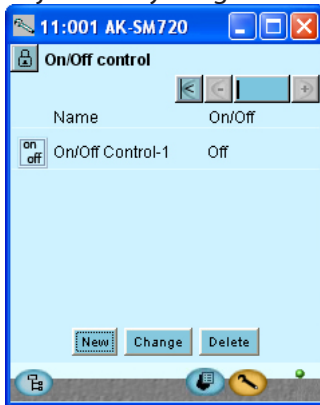 11:001 AK-SM720
On/Off control
Name On/Off
on
off
On/Off Control-1 Off
New Change Delete